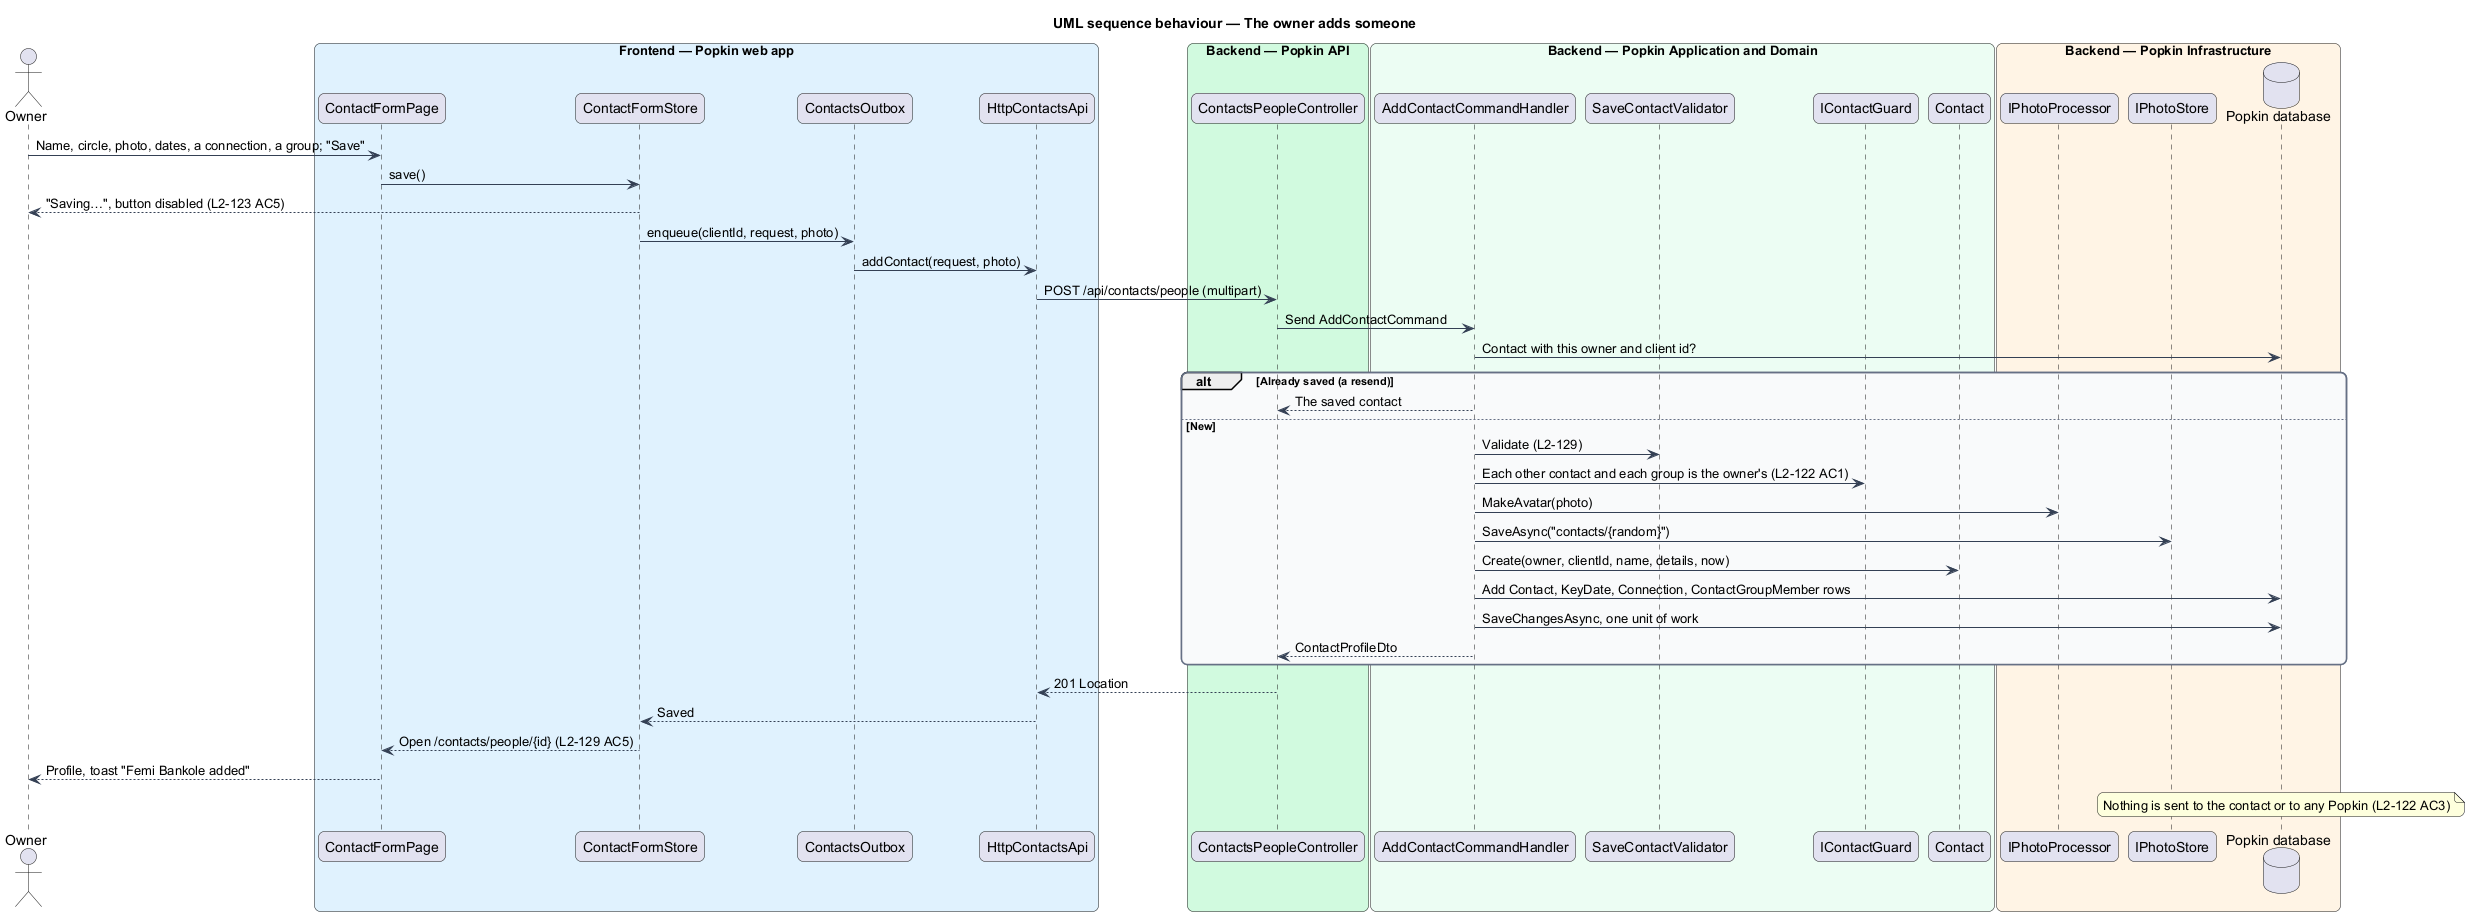 UML sequence behaviour — The owner adds someone
Frontend — Popkin web app
Backend — Popkin API
Backend — Popkin Application and Domain
Backend — Popkin Infrastructure
Owner
ContactFormPage
ContactFormStore
ContactsOutbox
HttpContactsApi
ContactsPeopleController
AddContactCommandHandler
SaveContactValidator
IContactGuard
Contact
IPhotoProcessor
IPhotoStore
Popkin database
Name, circle, photo, dates, a connection, a group; "Save"
save()
"Saving…", button disabled (L2-123 AC5)
enqueue(clientId, request, photo)
addContact(request, photo)
POST /api/contacts/people (multipart)
Send AddContactCommand
Contact with this owner and client id?
alt
[Already saved (a resend)]
The saved contact
[New]
Validate (L2-129)
Each other contact and each group is the owner's (L2-122 AC1)
MakeAvatar(photo)
SaveAsync("contacts/{random}")
Create(owner, clientId, name, details, now)
Add Contact, KeyDate, Connection, ContactGroupMember rows
SaveChangesAsync, one unit of work
ContactProfileDto
201 Location
Saved
Open /contacts/people/{id} (L2-129 AC5)
Profile, toast "Femi Bankole added"
Nothing is sent to the contact or to any Popkin (L2-122 AC3)
Owner
ContactFormPage
ContactFormStore
ContactsOutbox
HttpContactsApi
ContactsPeopleController
AddContactCommandHandler
SaveContactValidator
IContactGuard
Contact
IPhotoProcessor
IPhotoStore
Popkin database